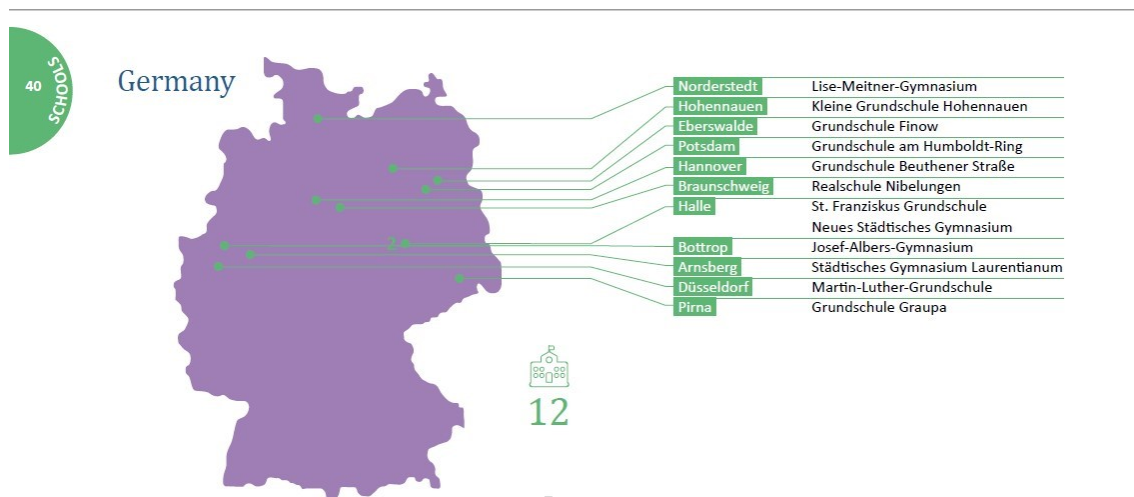 40
SCHOOLS
Germany
Norderstedt Lise-Meitner-Gymnasium
Hohennauen Kleine Grundschule Hohennauen
Eberswalde Grundschule Finow
Potsdam Grundschule am Humboldt-Ring
Hannover Grundschule Beuthener Straße
Braunschweig Realschule Nibelungen
Halle St. Franziskus Grundschule
Neues Städtisches Gymnasium
2
Bottrop Josef-Albers-Gymnasium
Arnsberg Städtisches Gymnasium Laurentianum
Düsseldorf Martin-Luther-Grundschule
Pirna Grundschule Graupa
12